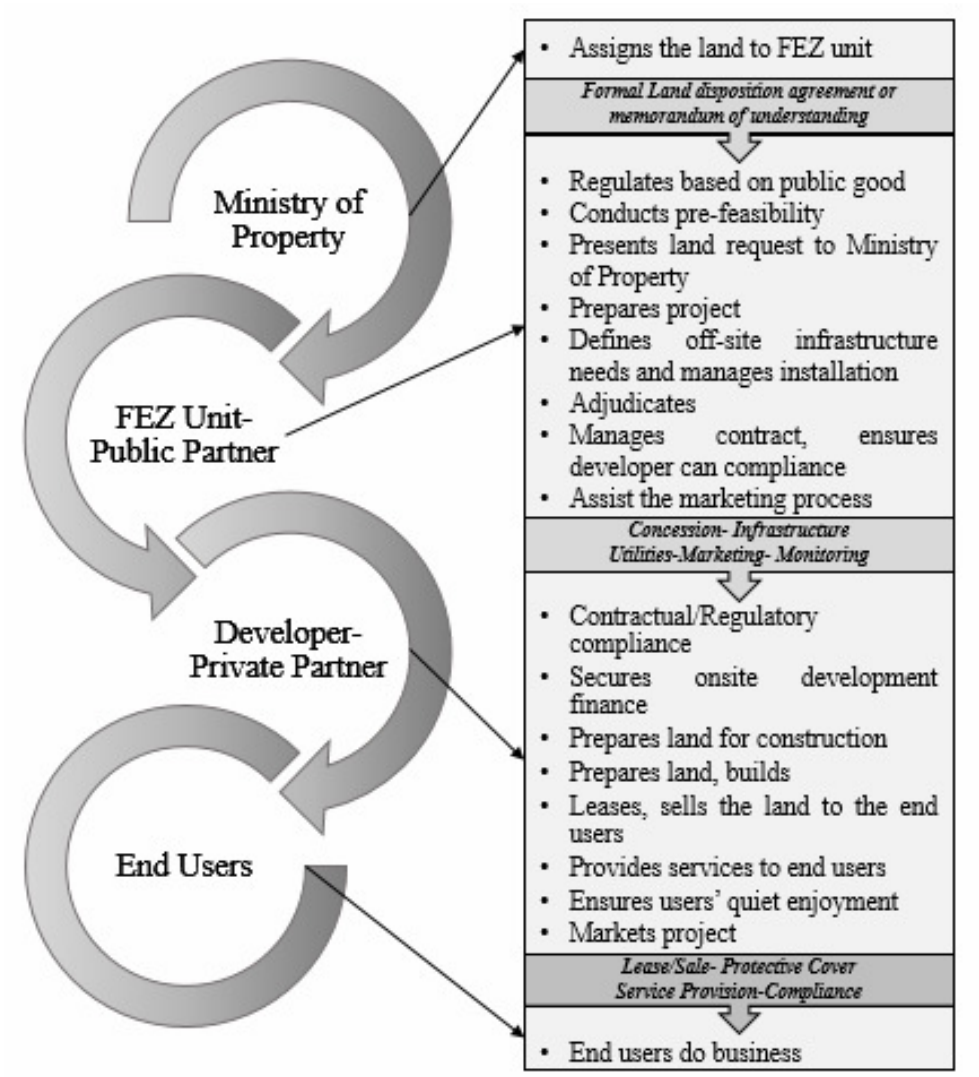 Ministry of
Property
FEZ Unit-
Public Partner
Developer-
Private Partner
End Users
• Assigns the land to FEZ unit
Formal Land disposition agreement or
memorandum of understanding
• Regulates based on public good
• Conducts pre-feasibility
• Presents land request to Ministry
of Property
• Prepares project
• Defines off-site infrastructure
needs and manages installation
• Adjudicates
• Manages contract, ensures
developer can compliance
• Assist the marketing process
Concession- Infrastructure
Utilities-Marketing- Monitoring
• Contractual/Regulatory
compliance
• Secures onsite development
finance
• Prepares land for construction
• Prepares land, builds
• Leases, sells the land to the end
users
• Provides services to end users
• Ensures users’ quiet enjoyment
• Markets project
Lease/Sale- Protective Cover
Service Provision-Compliance
• End users do business